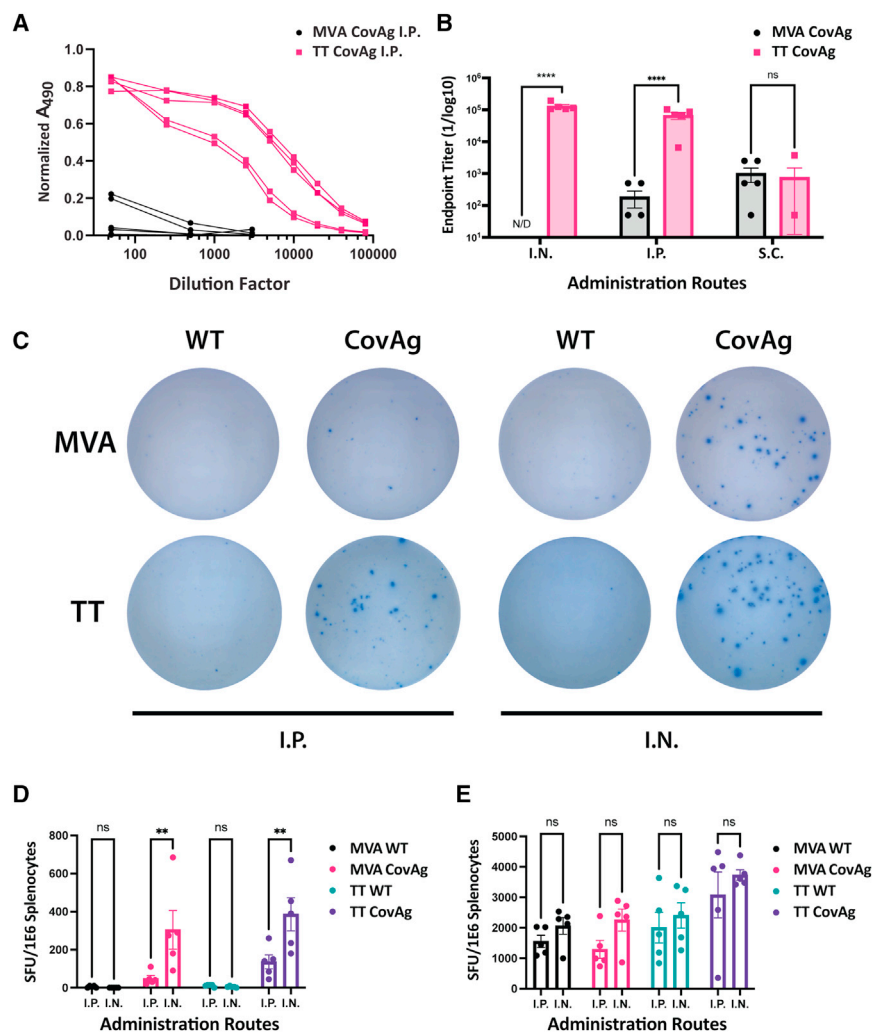 A
MVA CovAg I.P.
TT CovAg I.P.
Normalized A490
1.0
0.8
0.6
0.4
0.2
0.0
100
1000
10000
100000
Dilution Factor
B
MVA CovAg
TT CovAg
Endpoint Titer (1/log10)
10⁶
10⁵
10⁴
10³
10²
10¹
****
****
ns
N/D
I.N.
I.P.
S.C.
Administration Routes
C
WT
CovAg
WT
CovAg
MVA
TT
I.P.
I.N.
D
SFU/1E6 Splenocytes
800
600
400
200
0
ns
**
ns
**
I.P. I.N. I.P. I.N. I.P. I.N. I.P. I.N.
Administration Routes
MVA WT
MVA CovAg
TT WT
TT CovAg
E
SFU/1E6 Splenocytes
5000
4000
3000
2000
1000
0
ns
ns
ns
ns
I.P. I.N. I.P. I.N. I.P. I.N. I.P. I.N.
Administration Routes
MVA WT
MVA CovAg
TT WT
TT CovAg